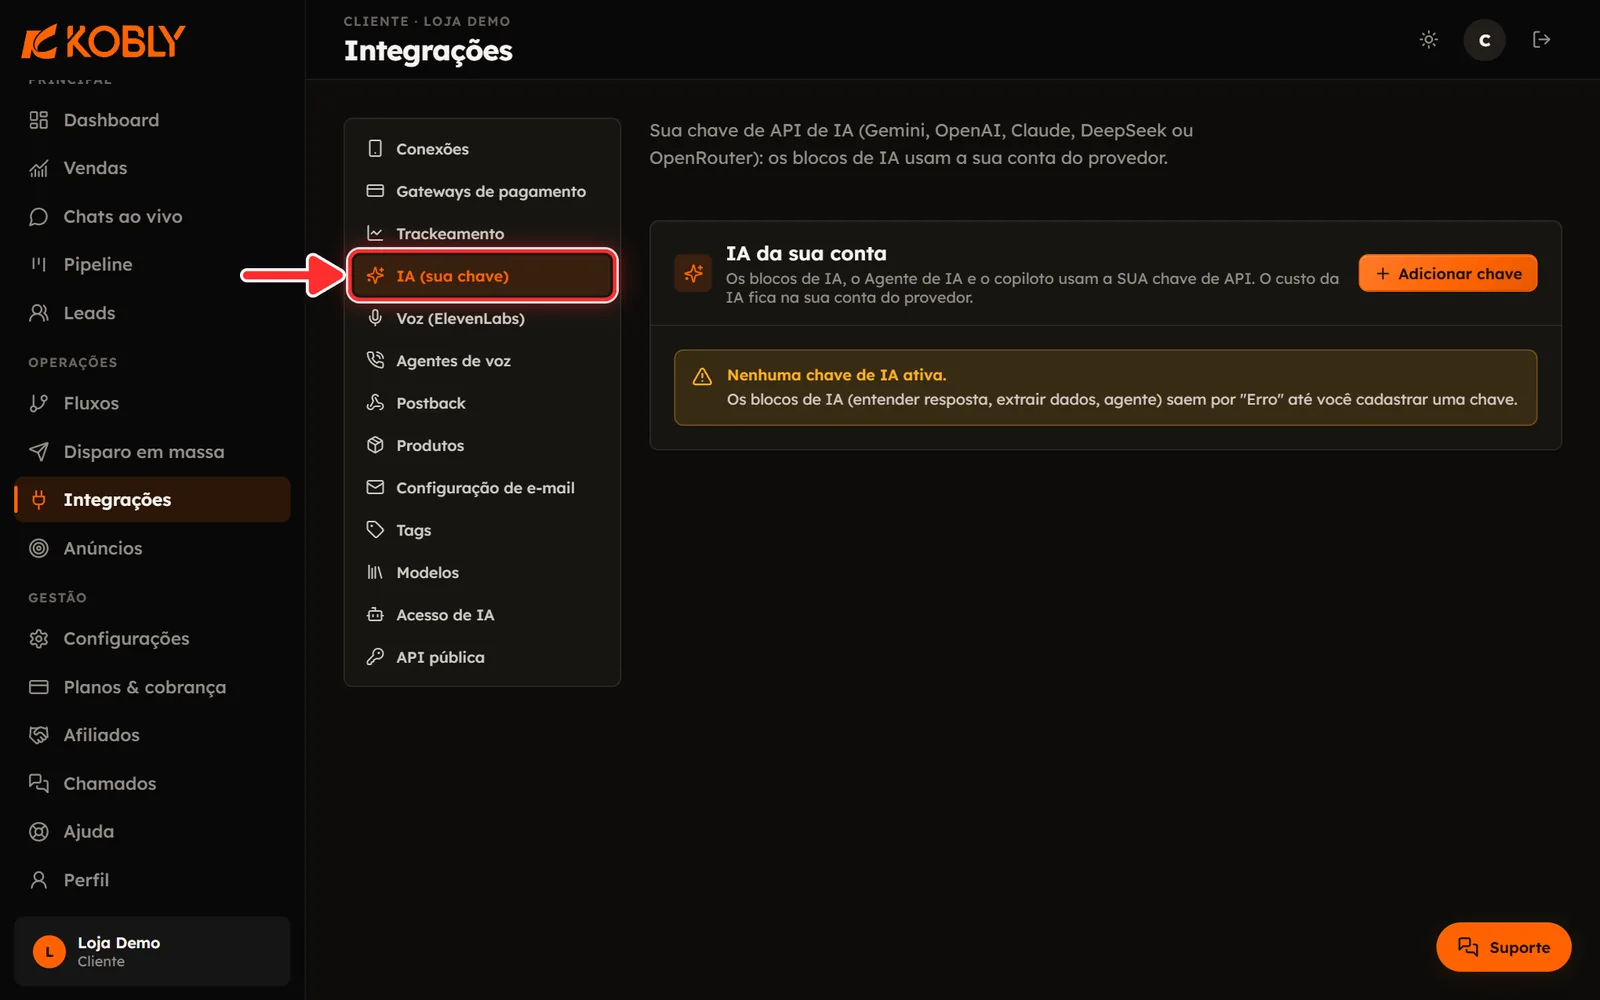 KOBLY
PRINCIPAL
Dashboard
Vendas
Chats ao vivo
Pipeline
Leads
OPERAÇÕES
Fluxos
Disparo em massa
Integrações
Anúncios
GESTÃO
Configurações
Planos & cobrança
Afiliados
Chamados
Ajuda
Perfil
L
Loja Demo
Cliente
CLIENTE · LOJA DEMO
Integrações
C
Conexões
Gateways de pagamento
Trackeamento
IA (sua chave)
Voz (ElevenLabs)
Agentes de voz
Postback
Produtos
Configuração de e-mail
Tags
Modelos
Acesso de IA
API pública
Sua chave de API de IA (Gemini, OpenAI, Claude, DeepSeek ou
OpenRouter): os blocos de IA usam a sua conta do provedor.
IA da sua conta
Os blocos de IA, o Agente de IA e o copiloto usam a SUA chave de API. O custo da
IA fica na sua conta do provedor.
+ Adicionar chave
Nenhuma chave de IA ativa.
Os blocos de IA (entender resposta, extrair dados, agente) saem por "Erro" até você cadastrar uma chave.
Suporte